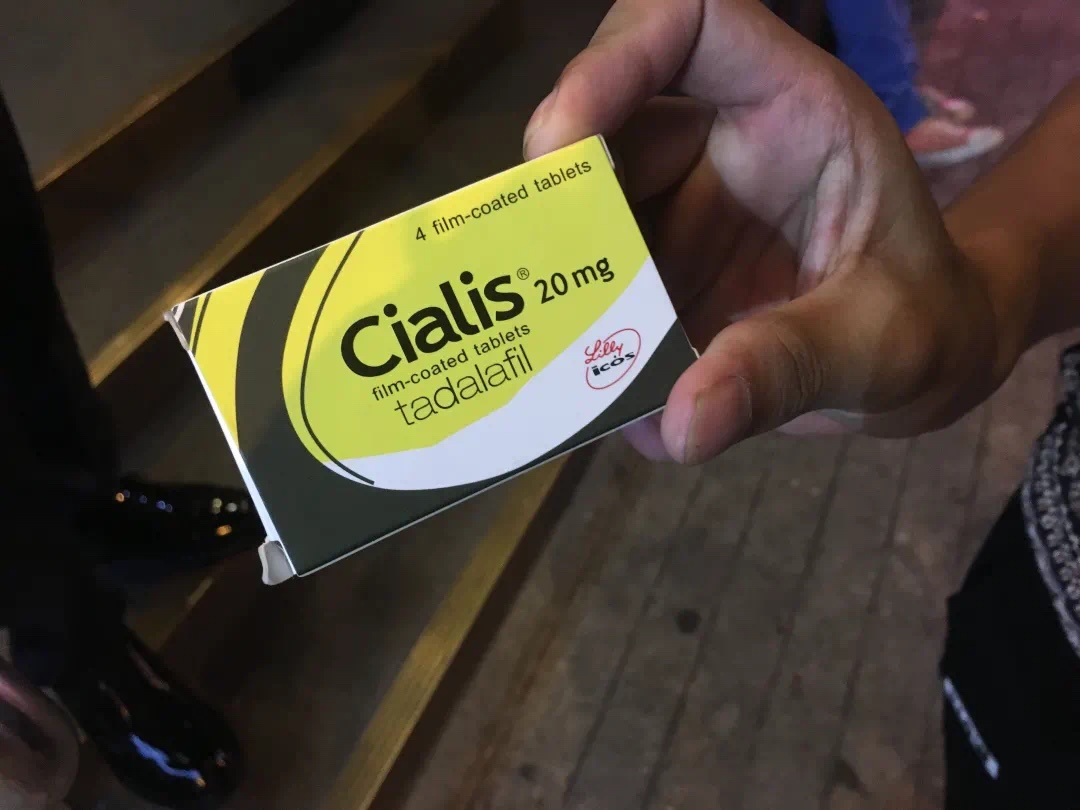 4 film-coated tablets
Cialis® 20 mg
film-coated tablets
tadalafil
Lilly
icos